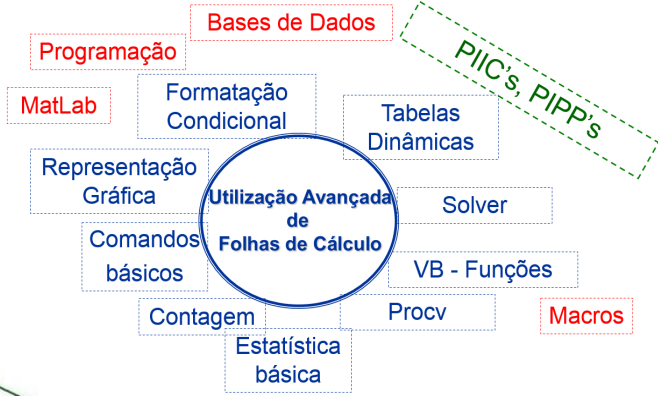 Bases de Dados
Programação
PIIC's, PIPP's
MatLab
Formatação
Condicional
Tabelas
Dinâmicas
Representação
Gráfica
Utilização Avançada
de
Folhas de Cálculo
Solver
Comandos
básicos
VB - Funções
Contagem
Procv
Macros
Estatística
básica